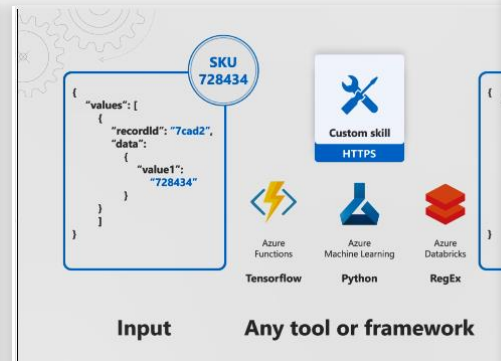 SKU
728434
{
"values": [
{
"recordId": "7cad2",
"data":
{
"value1":
"728434"
}
}
]
}
Custom skill
HTTPS
Azure
Functions
Azure
Machine Learning
Azure
Databricks
Tensorflow
Python
RegEx
{
}
Input
Any tool or framework